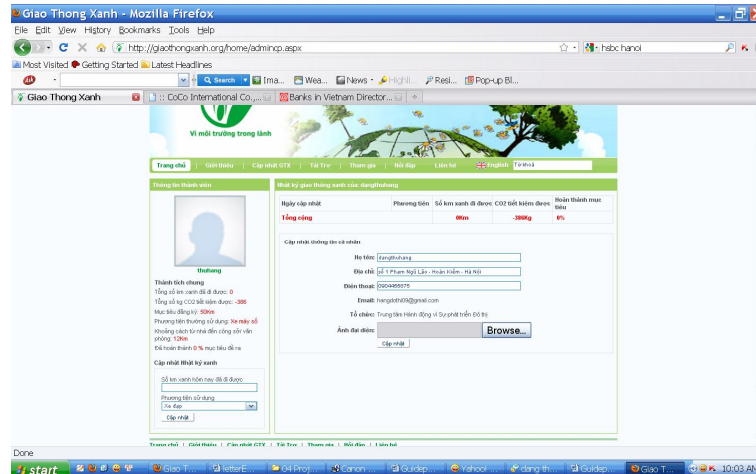 Giao Thong Xanh - Mozilla Firefox
File Edit View History Bookmarks Tools Help
http://giaothongxanh.org/home/admincp.aspx
hsbc hanoi
Most Visited Getting Started Latest Headlines
Search Ima... Wea... News Highli... Resi... Pop-up Bl...
Giao Thong Xanh :: CoCo International Co.,... Banks in Vietnam Director...
Vì môi trường trong lành
Trang chủ | Giới thiệu | Cập nhật GTX | Tài Trợ | Tham gia | Hỏi đáp Liên hệ English Từ khoá
Thông tin thành viên
thuhang
Thành tích chung
Tổng số km xanh đã đi được: 0
Tổng số kg CO2 tiết kiệm được: -386
Mục tiêu đăng ký: 50Km
Phương tiện thường sử dụng: Xe máy số
Khoảng cách từ nhà đến công sở/ văn
phòng: 12Km
Đã hoàn thành 0 % mục tiêu đề ra
Cập nhật Nhật ký xanh
Số km xanh hôm nay đã đi được
Phương tiện sử dụng
Xe đạp
Cập nhật
Nhật ký giao thông xanh của dangthuhang
Ngày cập nhật Phương tiện Số km xanh đi được CO2 tiết kiệm được Hoàn thành mục tiêu
Tổng cộng 0Km -386Kg 0%
Cập nhật thông tin cá nhân
Họ tên: dangthuhang
Địa chỉ: số 1 Phạm Ngũ Lão - Hoàn Kiếm - Hà Nội
Điện thoại: 0904466875
Email: hangdothi09@gmail.com
Tổ chức: Trung tâm Hành động vì Sự phát triển Đô thị
Ảnh đại diện: Browse...
Cập nhật
Trang chủ | Giới thiệu | Cập nhật GTX | Tài Trợ | Tham gia | Hỏi đáp | Liên hệ
Done
start Giao T... letterE... 04 Proj... Canon ... Guidep... Yahoo! ... dang th... Guidep... Giao T... 10:03 AM